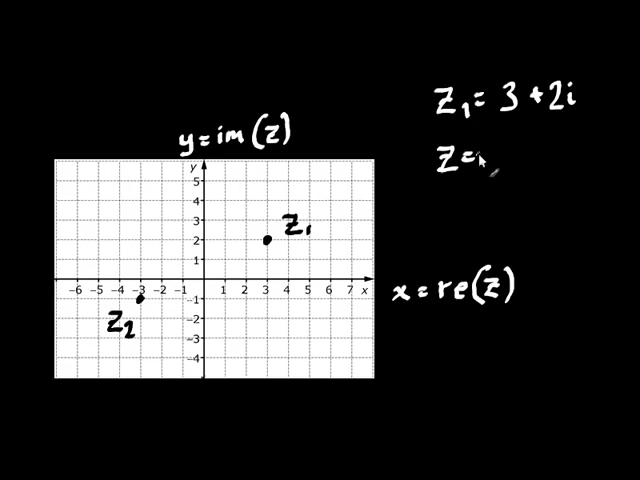 z₁ = 3 + 2i
y = im(z)
z =
y
5
4
3
2
1
z₁
-6 -5 -4 -3 -2 -1 1 2 3 4 5 6 7 x
x = re(z)
-1
-2
-3
-4
z₂